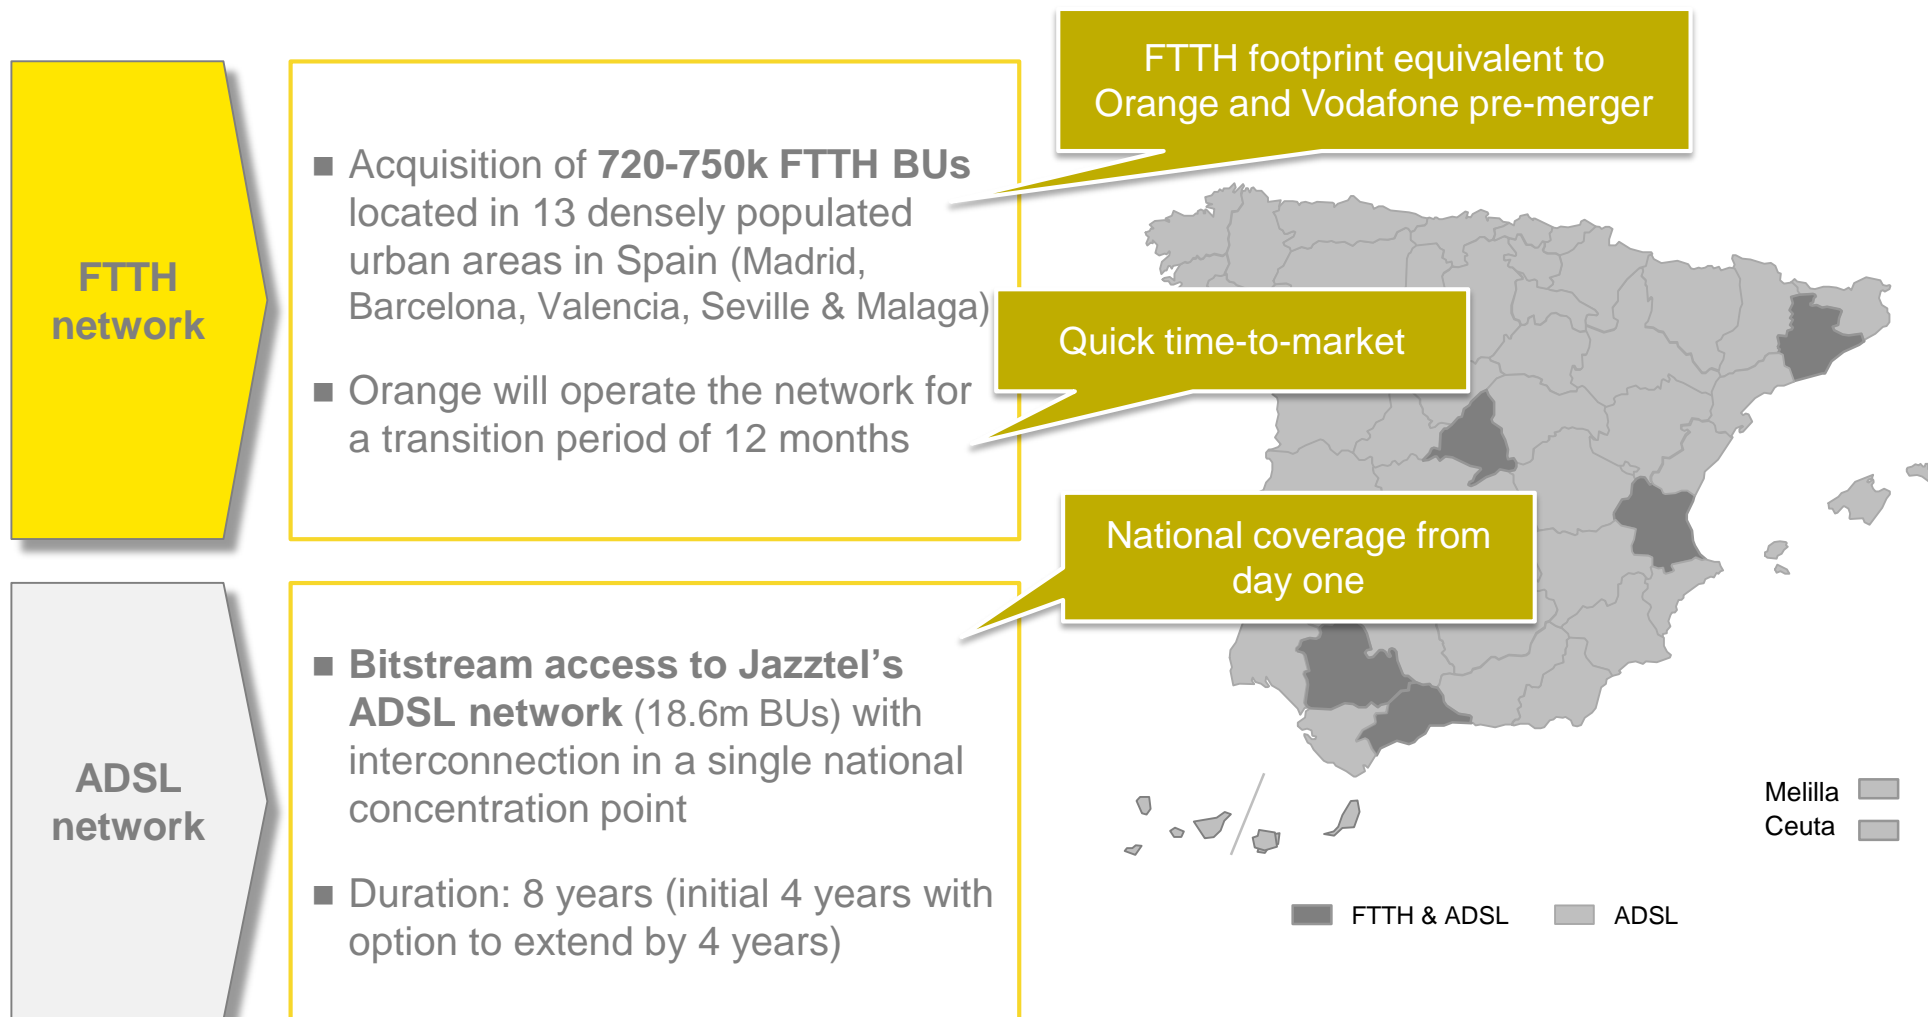 FTTH
network
■ Acquisition of 720-750k FTTH BUs
located in 13 densely populated
urban areas in Spain (Madrid,
Barcelona, Valencia, Seville & Malaga)
■ Orange will operate the network for
a transition period of 12 months
FTTH footprint equivalent to
Orange and Vodafone pre-merger
Quick time-to-market
ADSL
network
■ Bitstream access to Jazztel's
ADSL network (18.6m BUs) with
interconnection in a single national
concentration point
■ Duration: 8 years (initial 4 years with
option to extend by 4 years)
National coverage from
day one
Melilla
Ceuta
FTTH & ADSL
ADSL